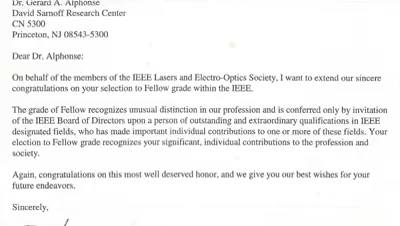 Dr. Gerard A. Alphonse
David Sarnoff Research Center
CN 5300
Princeton, NJ 08543-5300
Dear Dr. Alphonse:
On behalf of the members of the IEEE Lasers and Electro-Optics Society, I want to extend our sincere
congratulations on your selection to Fellow grade within the IEEE.
The grade of Fellow recognizes unusual distinction in our profession and is conferred only by invitation
of the IEEE Board of Directors upon a person of outstanding and extraordinary qualifications in IEEE
designated fields, who has made important individual contributions to one or more of these fields. Your
election to Fellow grade recognizes your significant, individual contributions to the profession and
society.
Again, congratulations on this most well deserved honor, and we give you our best wishes for your
future endeavors.
Sincerely,